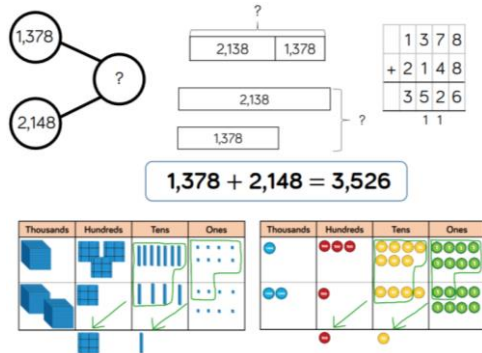 1,378
?
2,148
?
2,138 1,378
2,138
1,378
?
1 3 7 8
+ 2 1 4 8
3 5 2 6
1 1
1,378 + 2,148 = 3,526
Thousands Hundreds Tens Ones
Thousands Hundreds Tens Ones